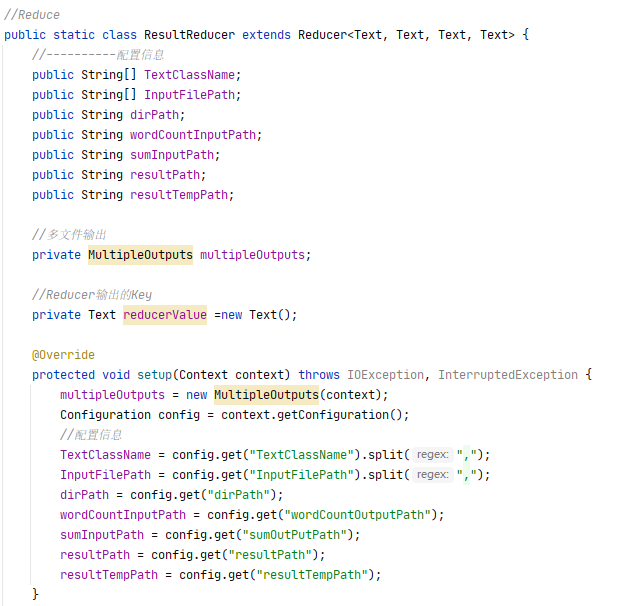 //Reduce
public static class ResultReducer extends Reducer<Text, Text, Text, Text> {
    //----------配置信息
    public String[] TextClassName;
    public String[] InputFilePath;
    public String dirPath;
    public String wordCountInputPath;
    public String sumInputPath;
    public String resultPath;
    public String resultTempPath;

    //多文件输出
    private MultipleOutputs multipleOutputs;

    //Reducer输出的Key
    private Text reducerValue =new Text();

    @Override
    protected void setup(Context context) throws IOException, InterruptedException {
        multipleOutputs = new MultipleOutputs(context);
        Configuration config = context.getConfiguration();
        //配置信息
        TextClassName = config.get("TextClassName").split( regex: ",");
        InputFilePath = config.get("InputFilePath").split( regex: ",");
        dirPath = config.get("dirPath");
        wordCountInputPath = config.get("wordCountOutputPath");
        sumInputPath = config.get("sumOutPutPath");
        resultPath = config.get("resultPath");
        resultTempPath = config.get("resultTempPath");
    }